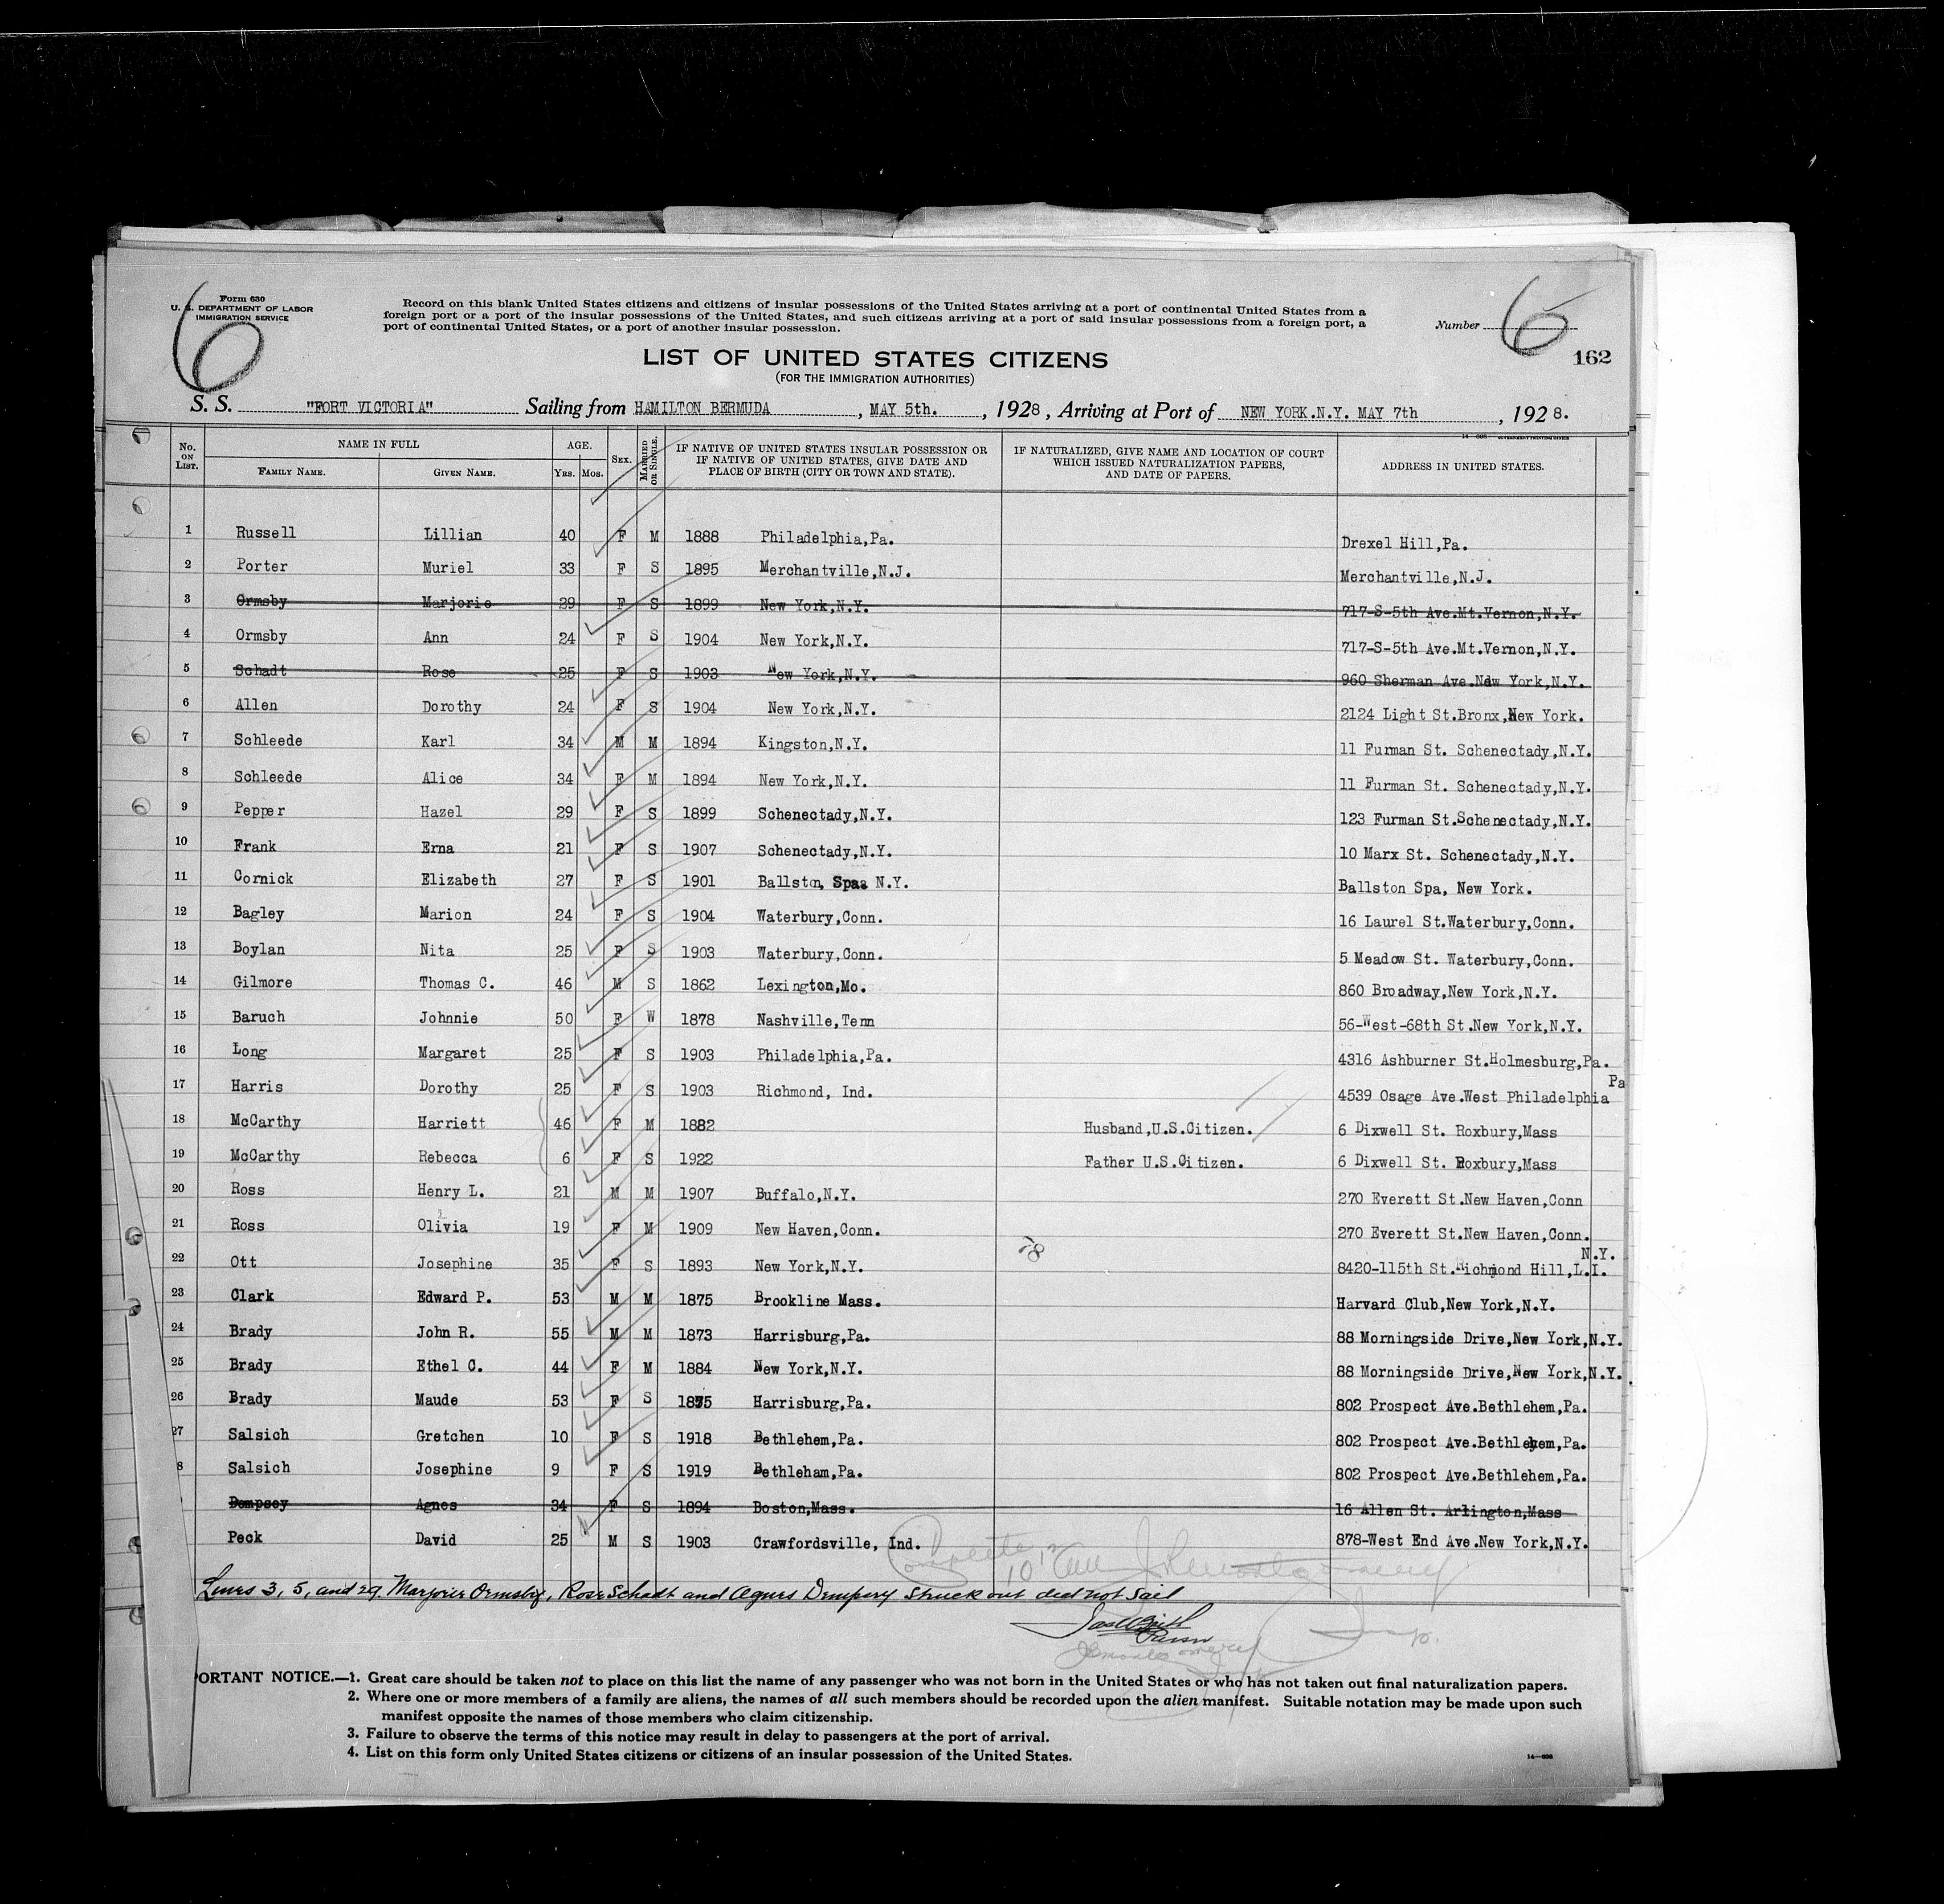 Form 630
U. S. DEPARTMENT OF LABOR
IMMIGRATION SERVICE
6
Record on this blank United States citizens and citizens of insular possessions of the United States arriving at a port of continental United States from a
foreign port or a port of the insular possessions of the United States, and such citizens arriving at a port of said insular possessions from a foreign port, a
port of continental United States, or a port of another insular possession.
Number 6
162
LIST OF UNITED STATES CITIZENS
(FOR THE IMMIGRATION AUTHORITIES)
S. S. "FORT VICTORIA" Sailing from HAMILTON BERMUDA, MAY 5th., 1928, Arriving at Port of NEW YORK.N.Y. MAY 7th, 1928.
No. ON LIST. NAME IN FULL FAMILY NAME. GIVEN NAME. AGE. YRS. MOS. SEX. MARRIED OR SINGLE. IF NATIVE OF UNITED STATES INSULAR POSSESSION OR IF NATIVE OF UNITED STATES, GIVE DATE AND PLACE OF BIRTH (CITY OR TOWN AND STATE). IF NATURALIZED, GIVE NAME AND LOCATION OF COURT WHICH ISSUED NATURALIZATION PAPERS, AND DATE OF PAPERS. ADDRESS IN UNITED STATES.
1 Russell Lillian 40 F M 1888 Philadelphia,Pa. Drexel Hill,Pa.
2 Porter Muriel 33 F S 1895 Merchantville,N.J. Merchantville,N.J.
3 Ormsby Marjorie 29 F S 1899 New York,N.Y. 717-S-5th Ave.Mt.Vernon,N.Y.
4 Ormsby Ann 24 F S 1904 New York,N.Y. 717-S-5th Ave.Mt.Vernon,N.Y.
5 Schadt Rose 25 F S 1903 New York,N.Y. 960 Sherman Ave.New York,N.Y.
6 Allen Dorothy 24 F S 1904 New York,N.Y. 2124 Light St.Bronx,New York.
7 Schleede Karl 34 M M 1894 Kingston,N.Y. 11 Furman St. Schenectady,N.Y.
8 Schleede Alice 34 F M 1894 New York,N.Y. 11 Furman St. Schenectady,N.Y.
9 Pepper Hazel 29 F S 1899 Schenectady,N.Y. 123 Furman St.Schenectady,N.Y.
10 Frank Erna 21 F S 1907 Schenectady,N.Y. 10 Marx St. Schenectady,N.Y.
11 Cornick Elizabeth 27 F S 1901 Ballston, Spa. N.Y. Ballston Spa, New York.
12 Bagley Marion 24 F S 1904 Waterbury,Conn. 16 Laurel St.Waterbury,Conn.
13 Boylan Nita 25 F S 1903 Waterbury,Conn. 5 Meadow St. Waterbury,Conn.
14 Gilmore Thomas C. 46 M S 1862 Lexington,Mo. 860 Broadway,New York,N.Y.
15 Baruch Johnnie 50 F W 1878 Nashville,Tenn 56-West-68th St.New York,N.Y.
16 Long Margaret 25 F S 1903 Philadelphia,Pa. 4316 Ashburner St.Holmesburg,Pa.
17 Harris Dorothy 25 F S 1903 Richmond, Ind. 4539 Osage Ave.West Philadelphia Pa
18 McCarthy Harriett 46 F M 1882 Husband,U.S.Citizen. 6 Dixwell St. Roxbury,Mass
19 McCarthy Rebecca 6 F S 1922 Father U.S.Citizen. 6 Dixwell St. Roxbury,Mass
20 Ross Henry L. 21 M M 1907 Buffalo,N.Y. 270 Everett St.New Haven,Conn
21 Ross Olivia 19 F M 1909 New Haven,Conn. 270 Everett St.New Haven,Conn.
22 Ott Josephine 35 F S 1893 New York,N.Y. 8420-115th St.Richmond Hill,L.I. N.Y.
23 Clark Edward P. 53 M M 1875 Brookline Mass. Harvard Club,New York,N.Y.
24 Brady John R. 55 M M 1873 Harrisburg,Pa. 88 Morningside Drive,New York,N.Y.
25 Brady Ethel C. 44 F M 1884 New York,N.Y. 88 Morningside Drive,New York,N.Y.
26 Brady Maude 53 F S 1875 Harrisburg,Pa. 802 Prospect Ave.Bethlehem,Pa.
27 Salsich Gretchen 10 F S 1918 Bethlehem,Pa. 802 Prospect Ave.Bethlehem,Pa.
8 Salsich Josephine 9 F S 1919 Bethleham,Pa. 802 Prospect Ave.Bethlehem,Pa.
Dempsey Agnes 34 F S 1894 Boston,Mass. 16 Allen St. Arlington,Mass
Peck David 25 M S 1903 Crawfordsville, Ind. 878-West End Ave.New York,N.Y.
Complete
Lines 3, 5, and 29. Marjorie Ormsby, Rose Schadt and Agnes Dempsey Struck out did not Sail
PORTANT NOTICE.—1. Great care should be taken not to place on this list the name of any passenger who was not born in the United States or who has not taken out final naturalization papers.
2. Where one or more members of a family are aliens, the names of all such members should be recorded upon the alien manifest. Suitable notation may be made upon such
manifest opposite the names of those members who claim citizenship.
3. Failure to observe the terms of this notice may result in delay to passengers at the port of arrival.
4. List on this form only United States citizens or citizens of an insular possession of the United States.